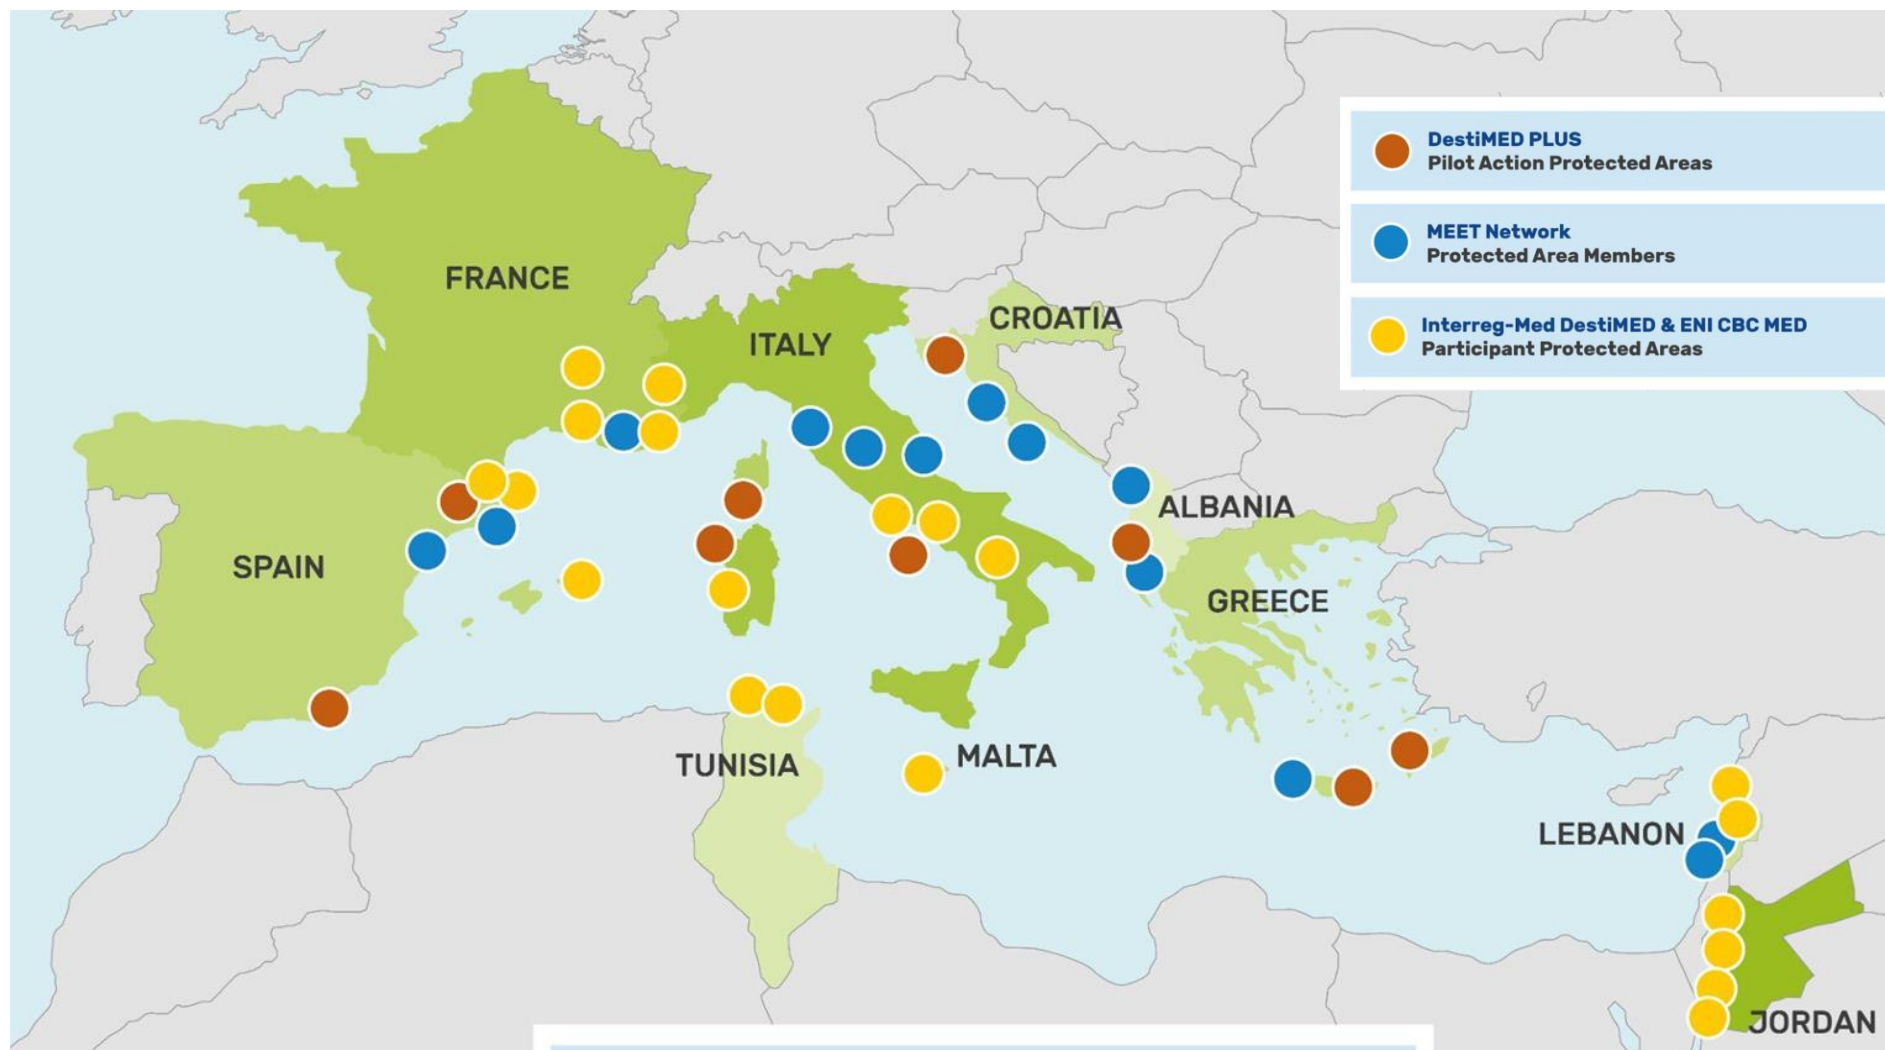 DestiMED PLUS
Pilot Action Protected Areas
MEET Network
Protected Area Members
Interreg-Med DestiMED & ENI CBC MED
Participant Protected Areas
FRANCE
CROATIA
ITALY
ALBANIA
SPAIN
GREECE
TUNISIA
MALTA
LEBANON
JORDAN